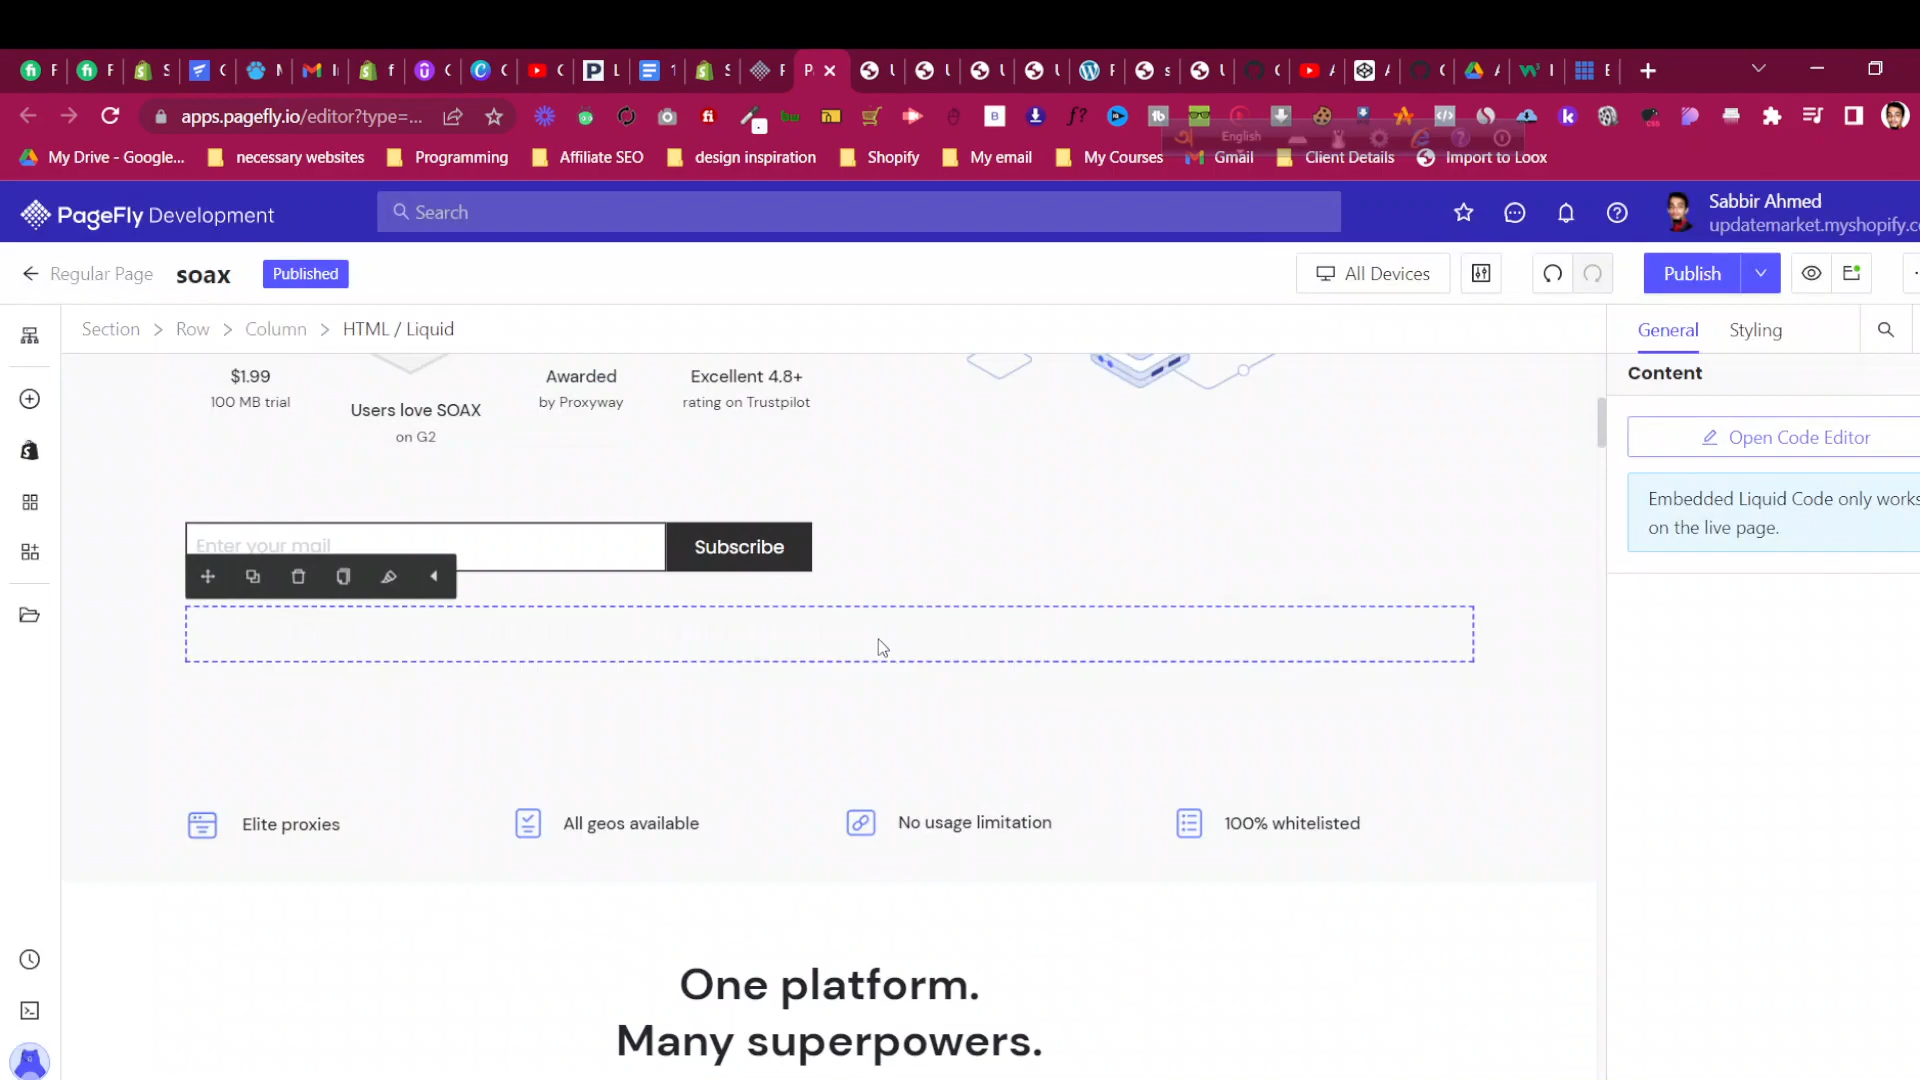 F F S C M I f C C C P L 1 S F P. U U U U F s U C A A C A I E
apps.pagefly.io/editor?type=...
English
My Drive - Google... necessary websites Programming Affiliate SEO design inspiration Shopify My email My Courses Gmail Client Details Import to Loox
PageFly Development Search Sabbir Ahmed
updatemarket.myshopify.co
Regular Page soax Published All Devices Publish
Section > Row > Column > HTML / Liquid General Styling
Content
$1.99 Awarded Excellent 4.8+
100 MB trial by Proxyway rating on Trustpilot
Users love SOAX
on G2
Open Code Editor
Embedded Liquid Code only works
on the live page.
Enter your mail Subscribe
Elite proxies All geos available No usage limitation 100% whitelisted
One platform.
Many superpowers.